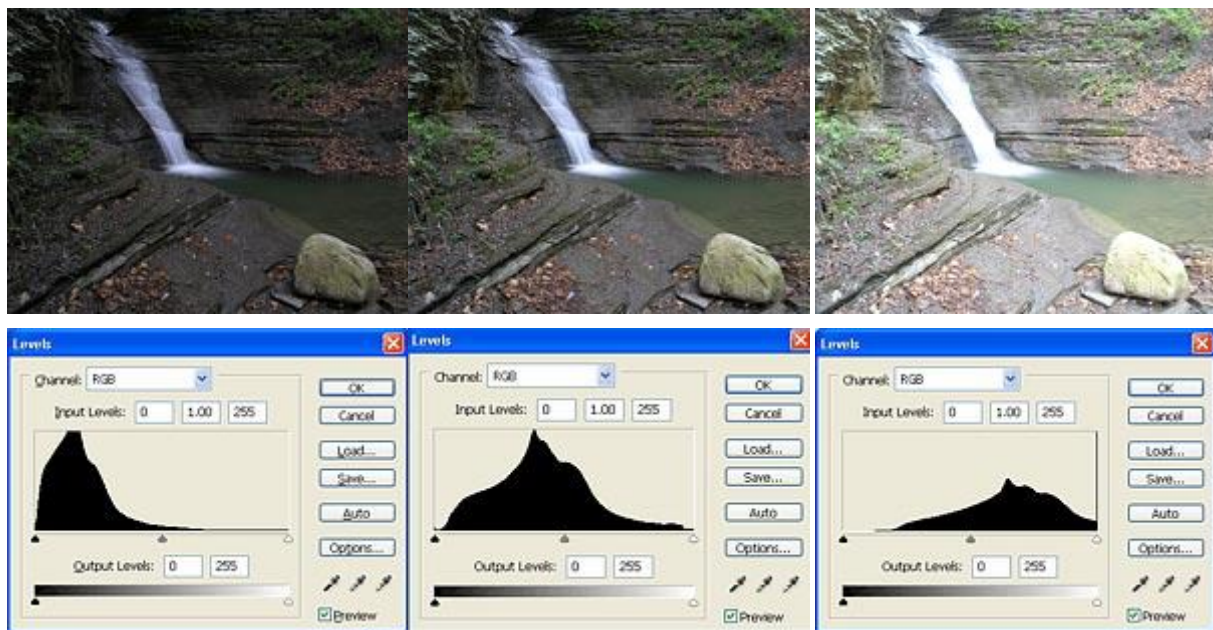 Levels
Channel: RGB
OK
Input Levels: 0 1.00 255
Cancel
Load...
Save...
Auto
Options...
Output Levels: 0 255
Preview
Levels
Channel: RGB
OK
Input Levels: 0 1.00 255
Cancel
Load...
Save...
Auto
Options...
Output Levels: 0 255
Preview
Levels
Channel: RGB
OK
Input Levels: 0 1.00 255
Cancel
Load...
Save...
Auto
Options...
Output Levels: 0 255
Preview